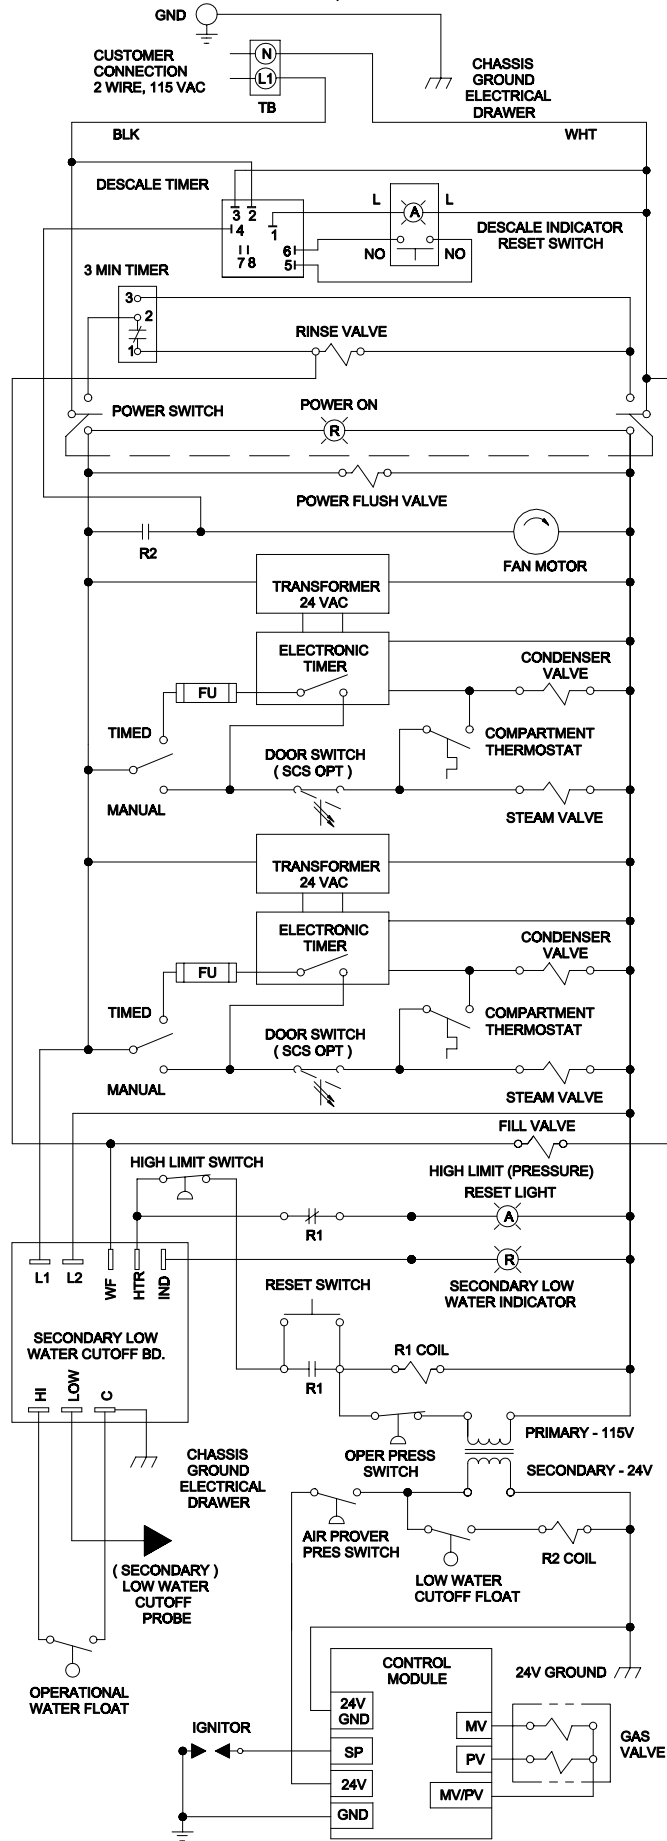 GND
CUSTOMER
CONNECTION
2 WIRE, 115 VAC
N
L1
TB
CHASSIS
GROUND
ELECTRICAL
DRAWER
BLK
WHT
DESCALE TIMER
3 2
4
1
7 8
6
5
L
A
L
NO
NO
DESCALE INDICATOR
RESET SWITCH
3 MIN TIMER
3
2
1
RINSE VALVE
POWER SWITCH
POWER ON
R
POWER FLUSH VALVE
R2
FAN MOTOR
TRANSFORMER
24 VAC
ELECTRONIC
TIMER
CONDENSER
VALVE
FU
TIMED
DOOR SWITCH
( SCS OPT )
COMPARTMENT
THERMOSTAT
MANUAL
STEAM VALVE
TRANSFORMER
24 VAC
ELECTRONIC
TIMER
CONDENSER
VALVE
FU
TIMED
DOOR SWITCH
( SCS OPT )
COMPARTMENT
THERMOSTAT
MANUAL
STEAM VALVE
FILL VALVE
HIGH LIMIT SWITCH
HIGH LIMIT (PRESSURE)
RESET LIGHT
A
R1
L1
L2
WF
HTR
IND
R
SECONDARY LOW
WATER INDICATOR
RESET SWITCH
SECONDARY LOW
WATER CUTOFF BD.
R1 COIL
R1
HI
LOW
C
OPER PRESS
SWITCH
PRIMARY - 115V
SECONDARY - 24V
CHASSIS
GROUND
ELECTRICAL
DRAWER
AIR PROVER
PRES SWITCH
R2 COIL
LOW WATER
CUTOFF FLOAT
( SECONDARY )
LOW WATER
CUTOFF
PROBE
OPERATIONAL
WATER FLOAT
CONTROL
MODULE
24V GROUND
24V
GND
IGNITOR
SP
24V
GND
MV
PV
MV/PV
GAS
VALVE